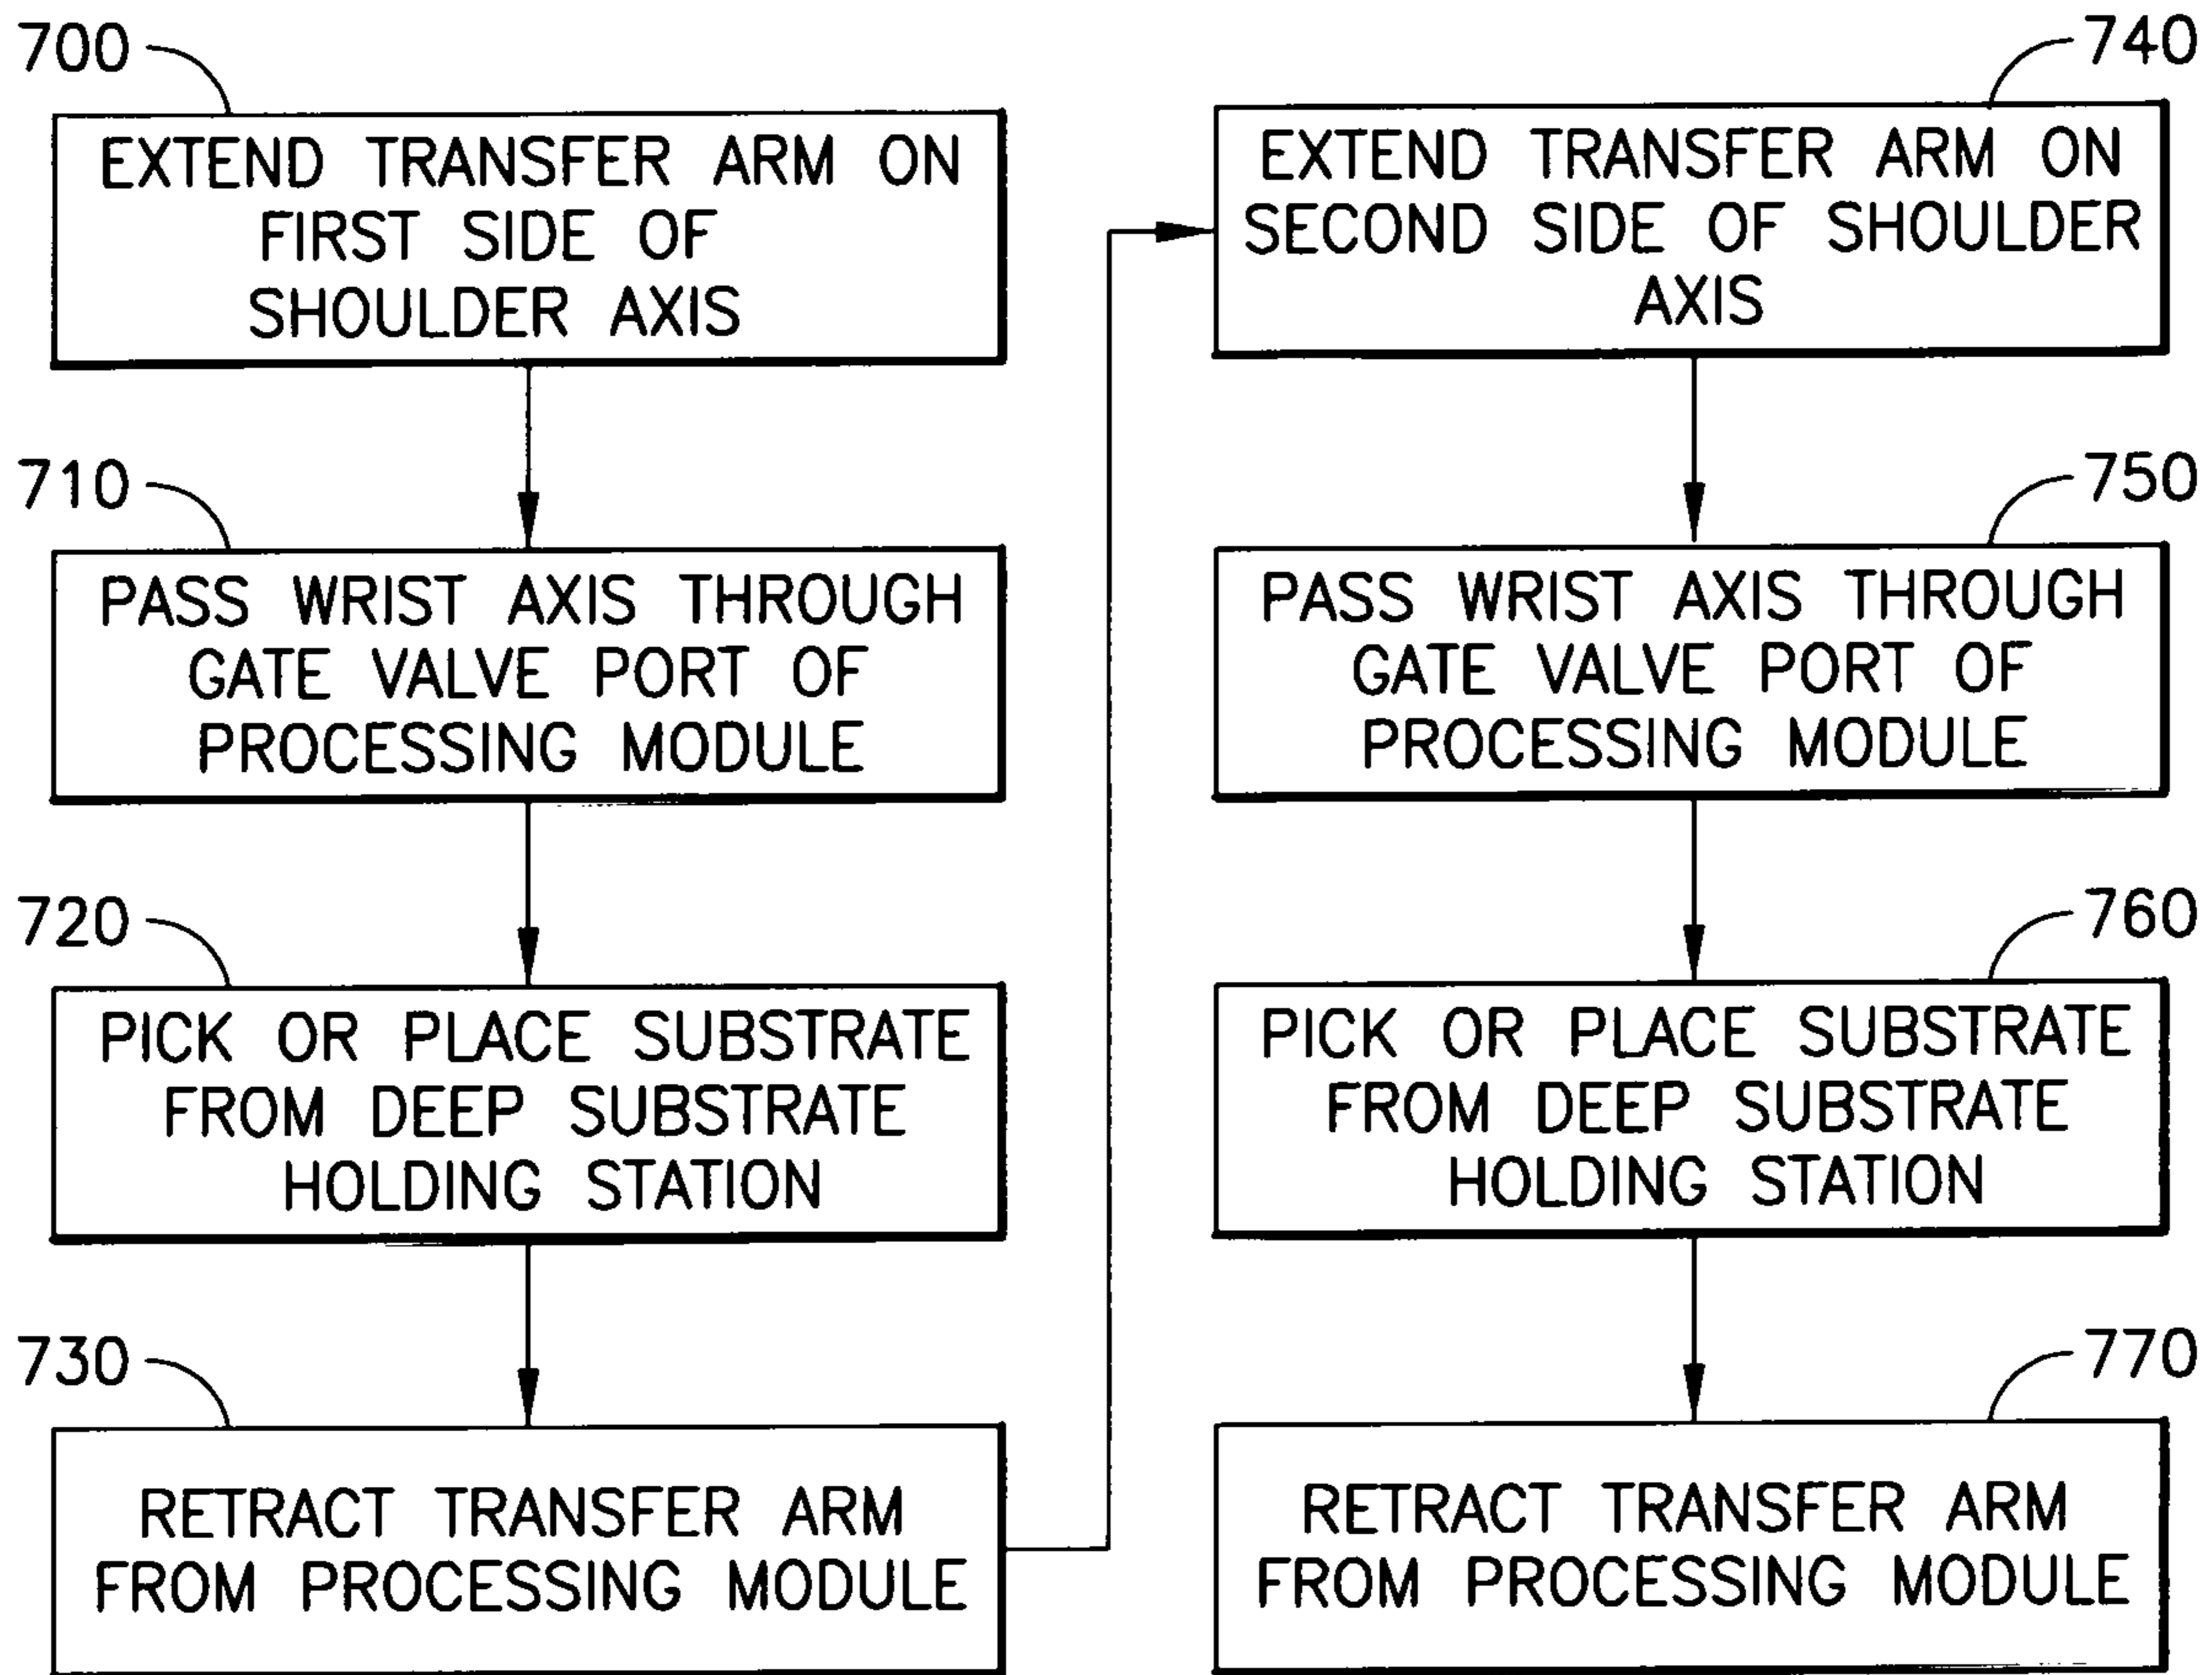 700
EXTEND TRANSFER ARM ON
FIRST SIDE OF
SHOULDER AXIS
710
PASS WRIST AXIS THROUGH
GATE VALVE PORT OF
PROCESSING MODULE
720
PICK OR PLACE SUBSTRATE
FROM DEEP SUBSTRATE
HOLDING STATION
730
RETRACT TRANSFER ARM
FROM PROCESSING MODULE
740
EXTEND TRANSFER ARM ON
SECOND SIDE OF SHOULDER
AXIS
750
PASS WRIST AXIS THROUGH
GATE VALVE PORT OF
PROCESSING MODULE
760
PICK OR PLACE SUBSTRATE
FROM DEEP SUBSTRATE
HOLDING STATION
770
RETRACT TRANSFER ARM
FROM PROCESSING MODULE